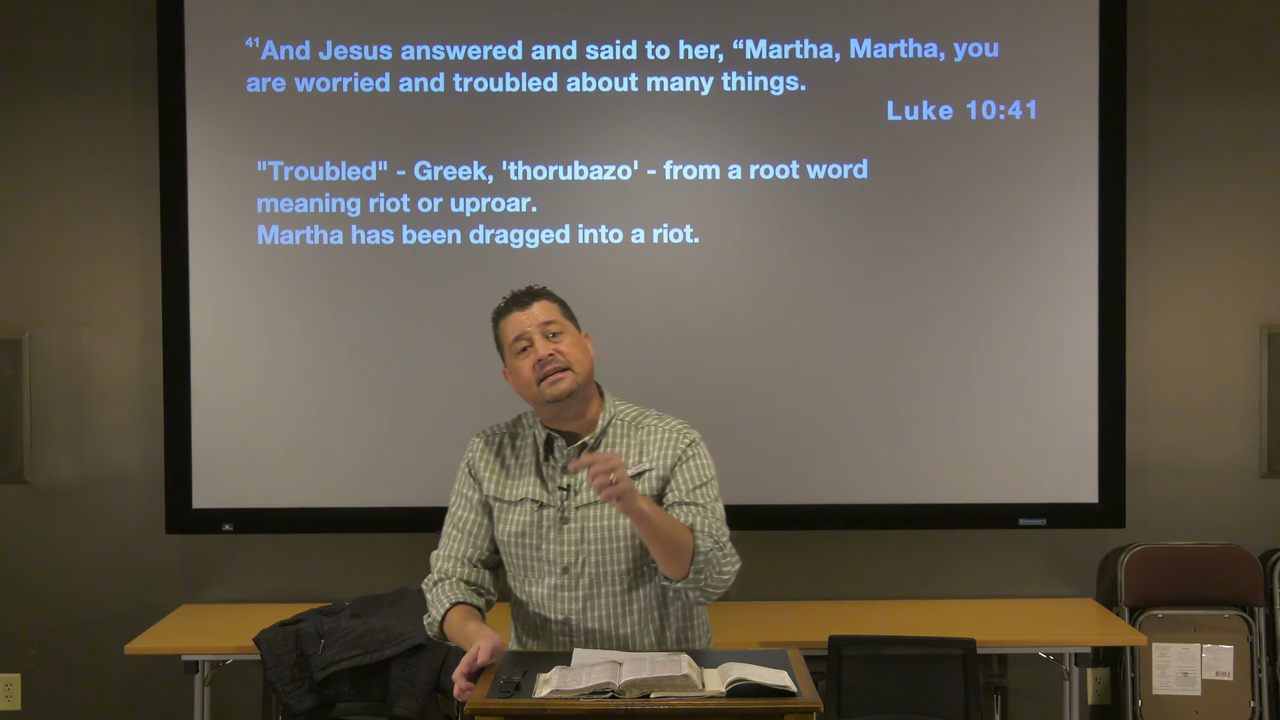 41And Jesus answered and said to her, “Martha, Martha, you
are worried and troubled about many things.
Luke 10:41
"Troubled" - Greek, 'thorubazo' - from a root word
meaning riot or uproar.
Martha has been dragged into a riot.